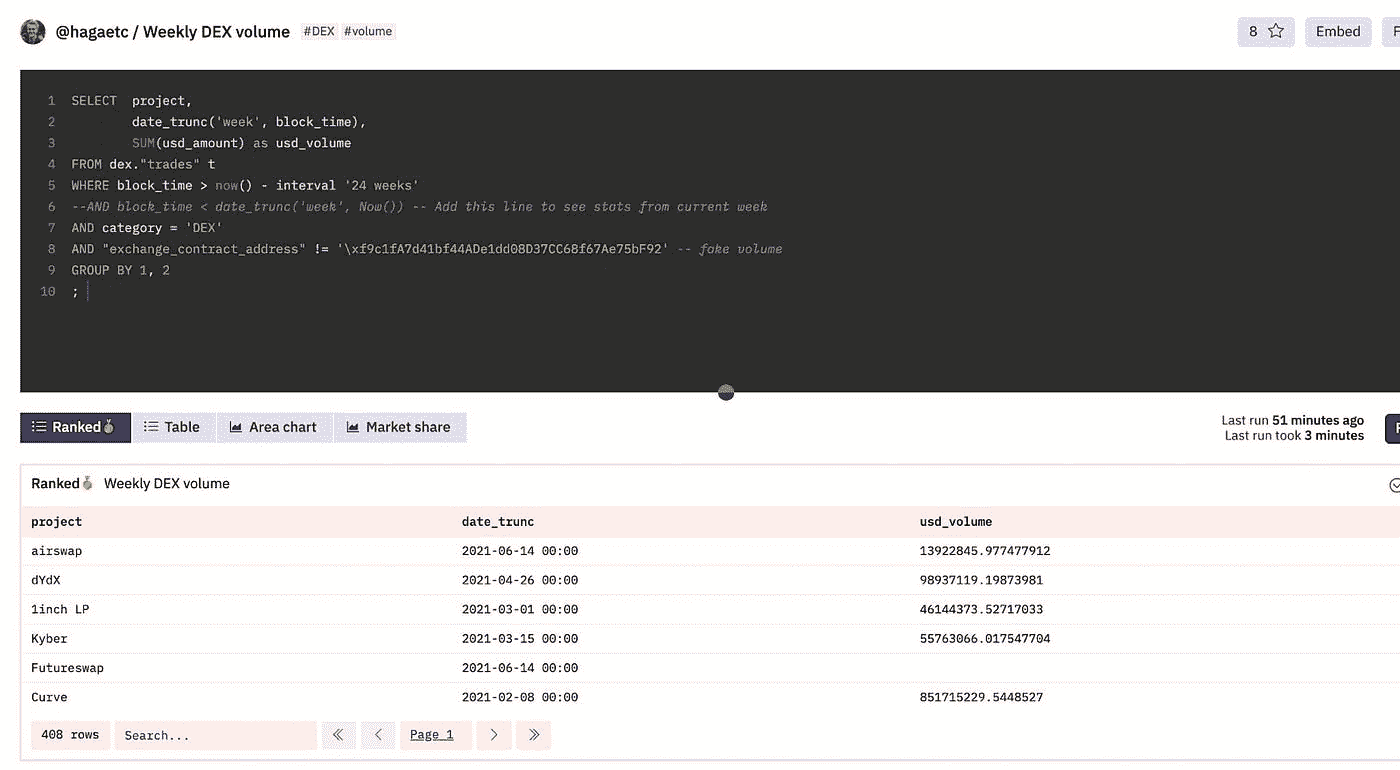 @hagaetc / Weekly DEX volume #DEX #volume 8 Embed F
1 SELECT project,
2 date_trunc('week', block_time),
3 SUM(usd_amount) as usd_volume
4 FROM dex."trades" t
5 WHERE block_time > now() - interval '24 weeks'
6 --AND block_time < date_trunc('week', Now()) -- Add this line to see stats from current week
7 AND category = 'DEX'
8 AND "exchange_contract_address" != '\xf9c1fA7d41bf44ADe1dd08D37CC68f67Ae75bF92' -- fake volume
9 GROUP BY 1, 2
10 ;
Ranked Table Area chart Market share
Last run 51 minutes ago
Last run took 3 minutes
Ranked Weekly DEX volume
project date_trunc usd_volume
airswap 2021-06-14 00:00 13922845.977477912
dYdX 2021-04-26 00:00 98937119.19873981
1inch LP 2021-03-01 00:00 46144373.52717033
Kyber 2021-03-15 00:00 55763066.017547704
Futureswap 2021-06-14 00:00
Curve 2021-02-08 00:00 851715229.5448527
408 rows Search... Page 1